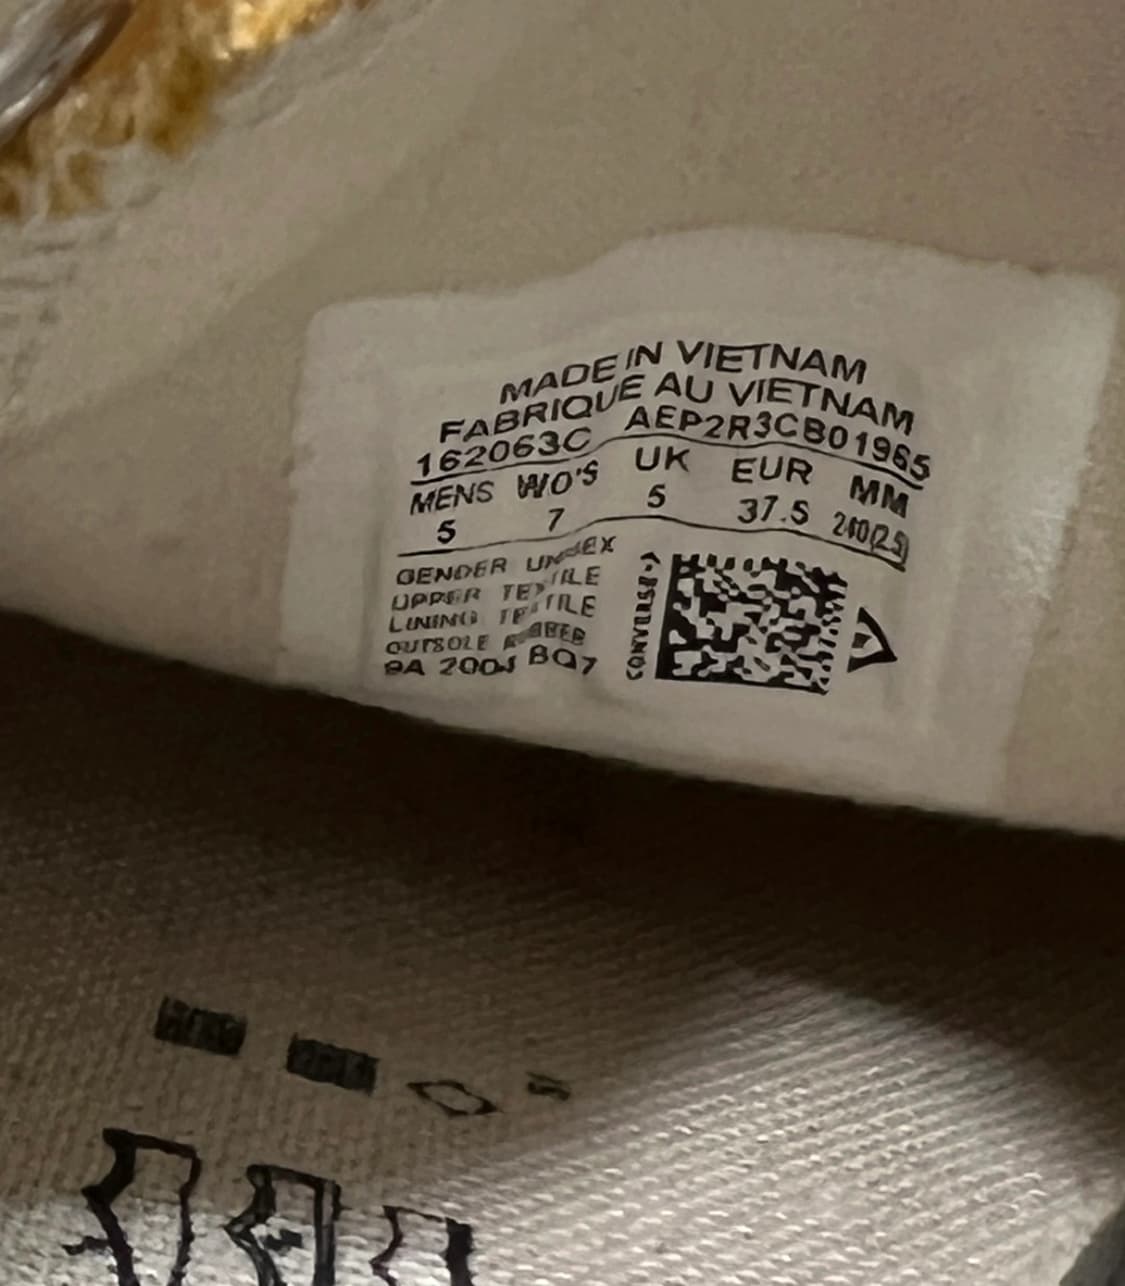 MADE IN VIETNAM
FABRIQUE AU VIETNAM
162063C AEP2R3CB01965
MENS WO'S UK EUR MM
5 7 5 37.5 240(2.5)
GENDER UNISEX
UPPER TEXTILE
LINING TEXTILE
OUTSOLE RUBBER
BQ7
CONVERSE